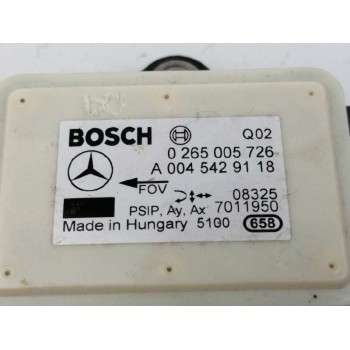 BOSCH Q02
0 265 005 726
A 004 542 91 18
FOV 08325
PSIP, Ay, Ax 7011950
Made in Hungary 5100 658